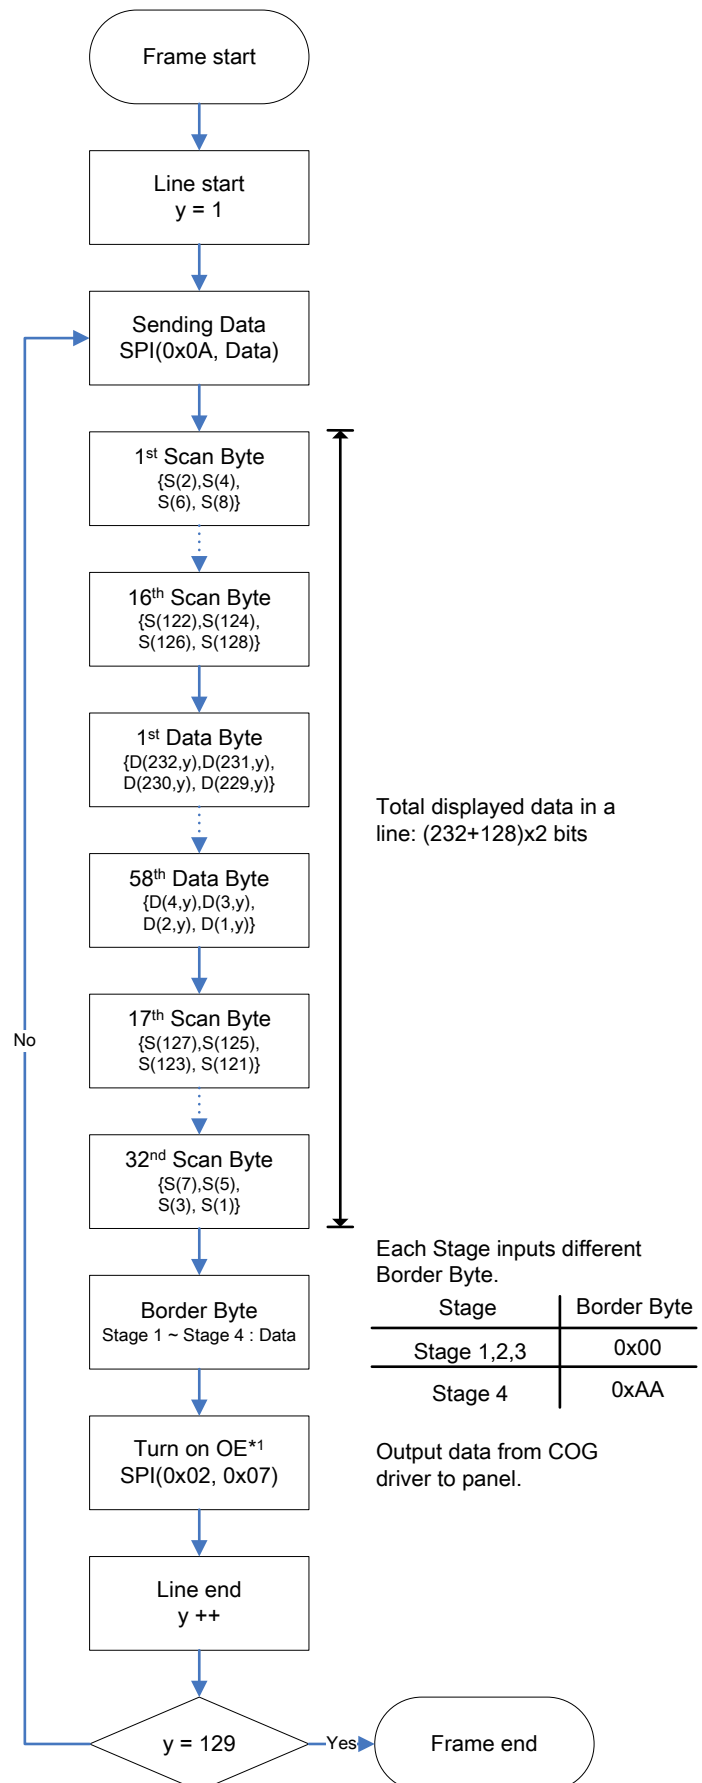 Frame start
Line start
y = 1
Sending Data
SPI(0x0A, Data)
1st Scan Byte
{S(2),S(4),
S(6), S(8)}
16th Scan Byte
{S(122),S(124),
S(126), S(128)}
1st Data Byte
{D(232,y),D(231,y),
D(230,y), D(229,y)}
Total displayed data in a
line: (232+128)x2 bits
58th Data Byte
{D(4,y),D(3,y),
D(2,y), D(1,y)}
17th Scan Byte
{S(127),S(125),
S(123), S(121)}
No
32nd Scan Byte
{S(7),S(5),
S(3), S(1)}
Each Stage inputs different
Border Byte.
Stage Border Byte
Stage 1,2,3 0x00
Stage 4 0xAA
Border Byte
Stage 1 ~ Stage 4 : Data
Turn on OE*1
SPI(0x02, 0x07)
Output data from COG
driver to panel.
Line end
y ++
y = 129
Yes
Frame end